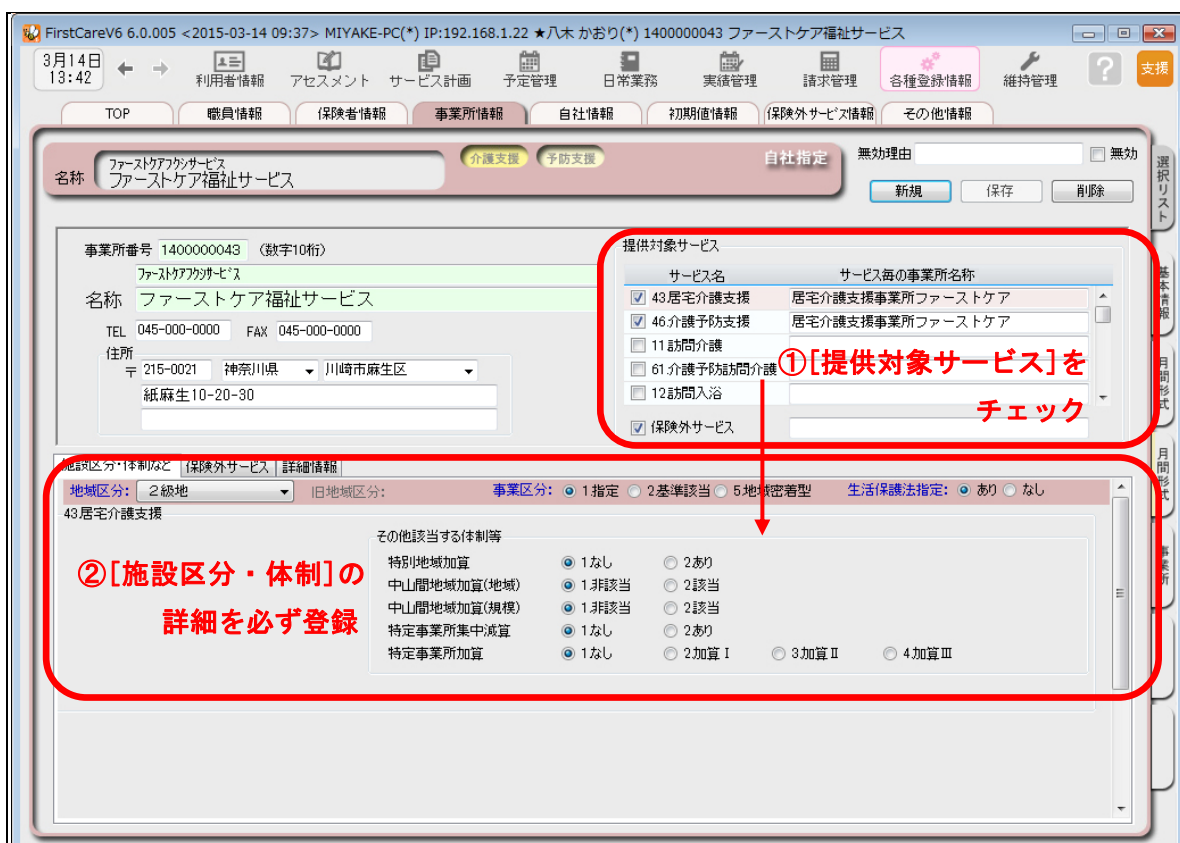 FirstCareV6 6.0.005 <2015-03-14 09:37> MIYAKE-PC(*) IP:192.168.1.22 ★八木 かおり(*) 1400000043 ファーストケア福祉サービス
3月14日
13:42
利用者情報 アセスメント サービス計画 予定管理 日常業務 実績管理 請求管理 各種登録情報 維持管理 ? 支援
TOP 職員情報 保険者情報 事業所情報 自社情報 初期値情報 保険外サービス情報 その他情報
名称 ファーストケアフクシサービス
ファーストケア福祉サービス
介護支援 予防支援 自社指定
無効理由 無効
新規 保存 削除
選択リスト
基本情報
月間形式
月間形式
事業所
事業所番号 1400000043 (数字10桁)
ファーストケアフクシサービス
名称 ファーストケア福祉サービス
TEL 045-000-0000 FAX 045-000-0000
住所
〒 215-0021 神奈川県 川崎市麻生区
紙麻生10-20-30
提供対象サービス
サービス名 サービス毎の事業所名称
43.居宅介護支援 居宅介護支援事業所ファーストケア
46.介護予防支援 居宅介護支援事業所ファーストケア
11.訪問介護
61.介護予防訪問介護
12.訪問入浴
保険外サービス
①[提供対象サービス]を
チェック
施設区分・体制など 保険外サービス 詳細情報
地域区分: 2級地 旧地域区分: 事業区分: 1.指定 2.基準該当 5.地域密着型 生活保護法指定: あり なし
43.居宅介護支援
その他該当する体制等
特別地域加算 1.なし 2.あり
中山間地域加算(地域) 1.非該当 2.該当
中山間地域加算(規模) 1.非該当 2.該当
特定事業所集中減算 1.なし 2.あり
特定事業所加算 1.なし 2.加算Ⅰ 3.加算Ⅱ 4.加算Ⅲ
②[施設区分・体制]の
詳細を必ず登録